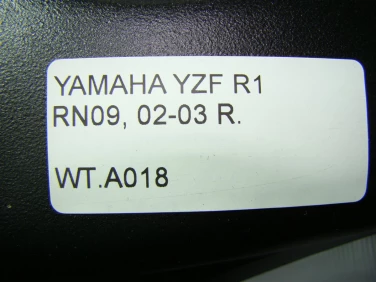 YAMAHA YZF R1
RN09, 02-03 R.
WT.A018